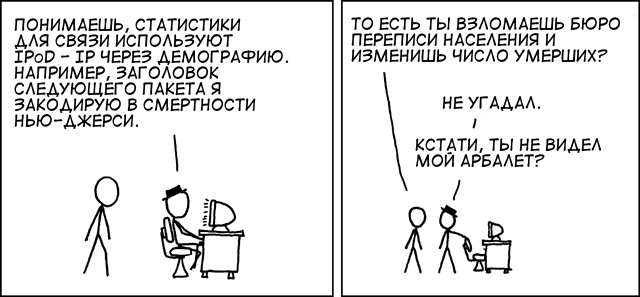 ПОНИМАЕШЬ, СТАТИСТИКИ
ДЛЯ СВЯЗИ ИСПОЛЬЗУЮТ
IPoD – IP ЧЕРЕЗ ДЕМОГРАФИЮ.
НАПРИМЕР, ЗАГОЛОВОК
СЛЕДУЮЩЕГО ПАКЕТА Я
ЗАКОДИРУЮ В СМЕРТНОСТИ
НЬЮ-ДЖЕРСИ.
ТО ЕСТЬ ТЫ ВЗЛОМАЕШЬ БЮРО
ПЕРЕПИСИ НАСЕЛЕНИЯ И
ИЗМЕНИШЬ ЧИСЛО УМЕРШИХ?
НЕ УГАДАЛ.
КСТАТИ, ТЫ НЕ ВИДЕЛ
МОЙ АРБАЛЕТ?